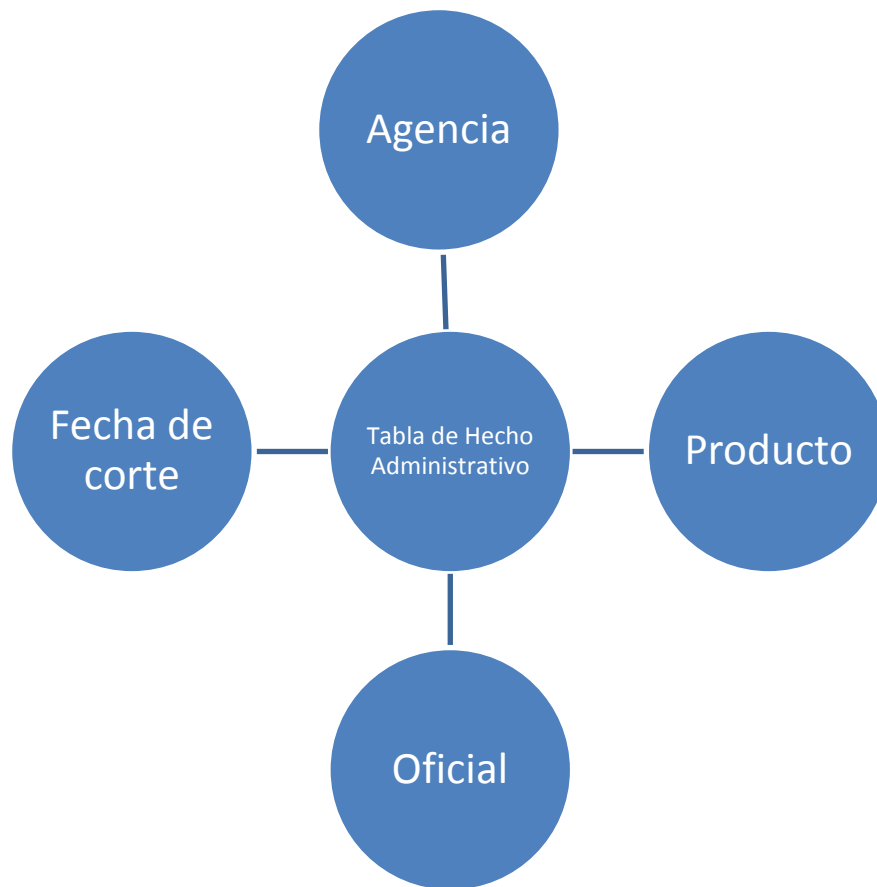 Agencia
Fecha de
corte
Tabla de Hecho
Administrativo
Producto
Oficial